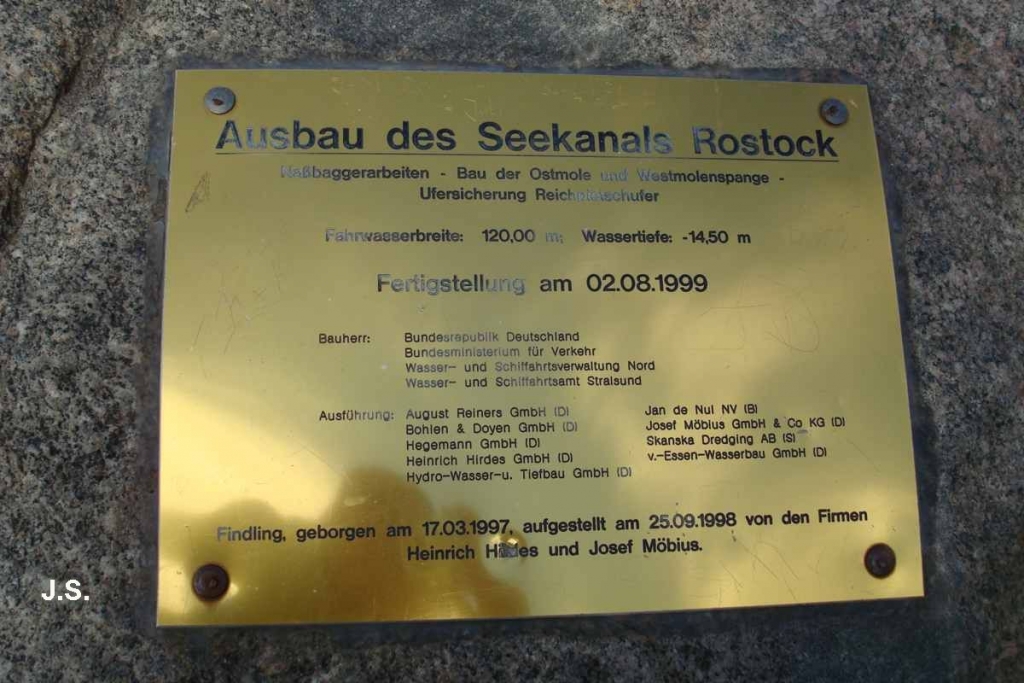 Ausbau des Seekanals Rostock
Naßbaggerarbeiten - Bau der Ostmole und Westmolenspange -
Ufersicherung
Fahrwasserbreite: 120,00 m; Wassertiefe: -14,50 m
Fertigstellung am 02.08.1999
Bauherr: Bundesrepublik Deutschland
Bundesministerium für Verkehr
Wasser- und Schiffahrtsverwaltung Nord
Wasser- und Schiffahrtsamt Stralsund
Ausführung: August Reiners GmbH (D)
Bohlen & Doyen GmbH (D)
Hegemann GmbH (D)
Heinrich Hirdes GmbH (D)
Hydro-Wasser-u. Tiefbau GmbH (D)
Jan de Nul NV (B)
Josef Möbius GmbH & Co KG (D)
Skanska Dredging AB (S)
v.-Essen-Wasserbau GmbH (D)
Findling, geborgen am 17.03.1997, aufgestellt am 25.09.1998 von den Firmen
Heinrich Hirdes und Josef Möbius.
J.S.